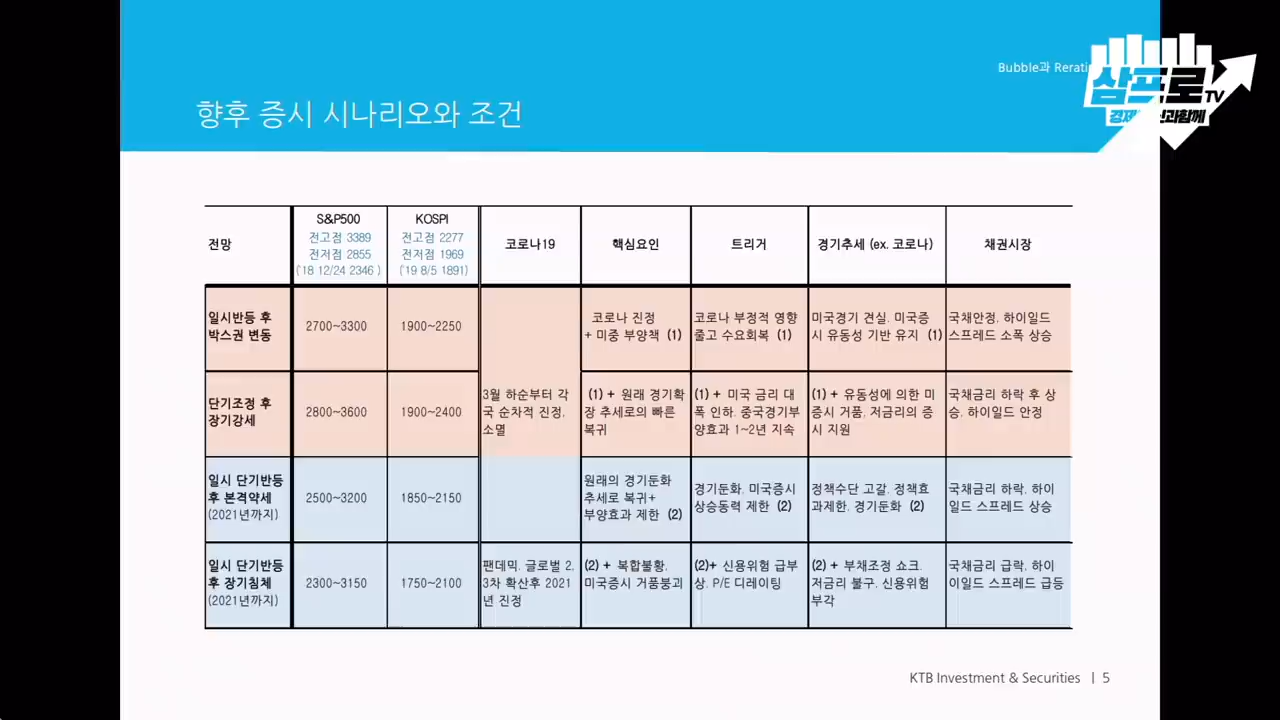 Bubble과 Rerati
삼프로TV
경제의신과함께
향후 증시 시나리오와 조건
전망
S&P500
전고점 3389
전저점 2855
('18 12/24 2346 )
KOSPI
전고점 2277
전저점 1969
('19 8/5 1891)
코로나19
핵심요인
트리거
경기추세 (ex. 코로나)
채권시장
일시반등 후
박스권 변동
2700~3300
1900~2250
코로나 진정
+ 미중 부양책 (1)
코로나 부정적 영향
줄고 수요회복 (1)
미국경기 견실. 미국증
시 유동성 기반 유지 (1)
국채안정. 하이일드
스프레드 소폭 상승
단기조정 후
장기강세
2800~3600
1900~2400
3월 하순부터 각
국 순차적 진정.
소멸
(1) + 원래 경기확
장 추세로의 빠른
복귀
(1) + 미국 금리 대
폭 인하. 중국경기부
양효과 1~2년 지속
(1) + 유동성에 의한 미
증시 거품. 저금리의 증
시 지원
국채금리 하락 후 상
승. 하이일드 안정
일시 단기반등
후 본격약세
(2021년까지)
2500~3200
1850~2150
원래의 경기둔화
추세로 복귀+
부양효과 제한 (2)
경기둔화. 미국증시
상승동력 제한 (2)
정책수단 고갈. 정책효
과제한. 경기둔화 (2)
국채금리 하락. 하이
일드 스프레드 상승
일시 단기반등
후 장기침체
(2021년까지)
2300~3150
1750~2100
팬데믹. 글로벌 2.
3차 확산후 2021
년 진정
(2) + 복합불황.
미국증시 거품붕괴
(2)+ 신용위험 급부
상. P/E 디레이팅
(2) + 부채조정 쇼크.
저금리 불구. 신용위험
부각
국채금리 급락. 하이
이일드 스프레드 급등
KTB Investment & Securities | 5